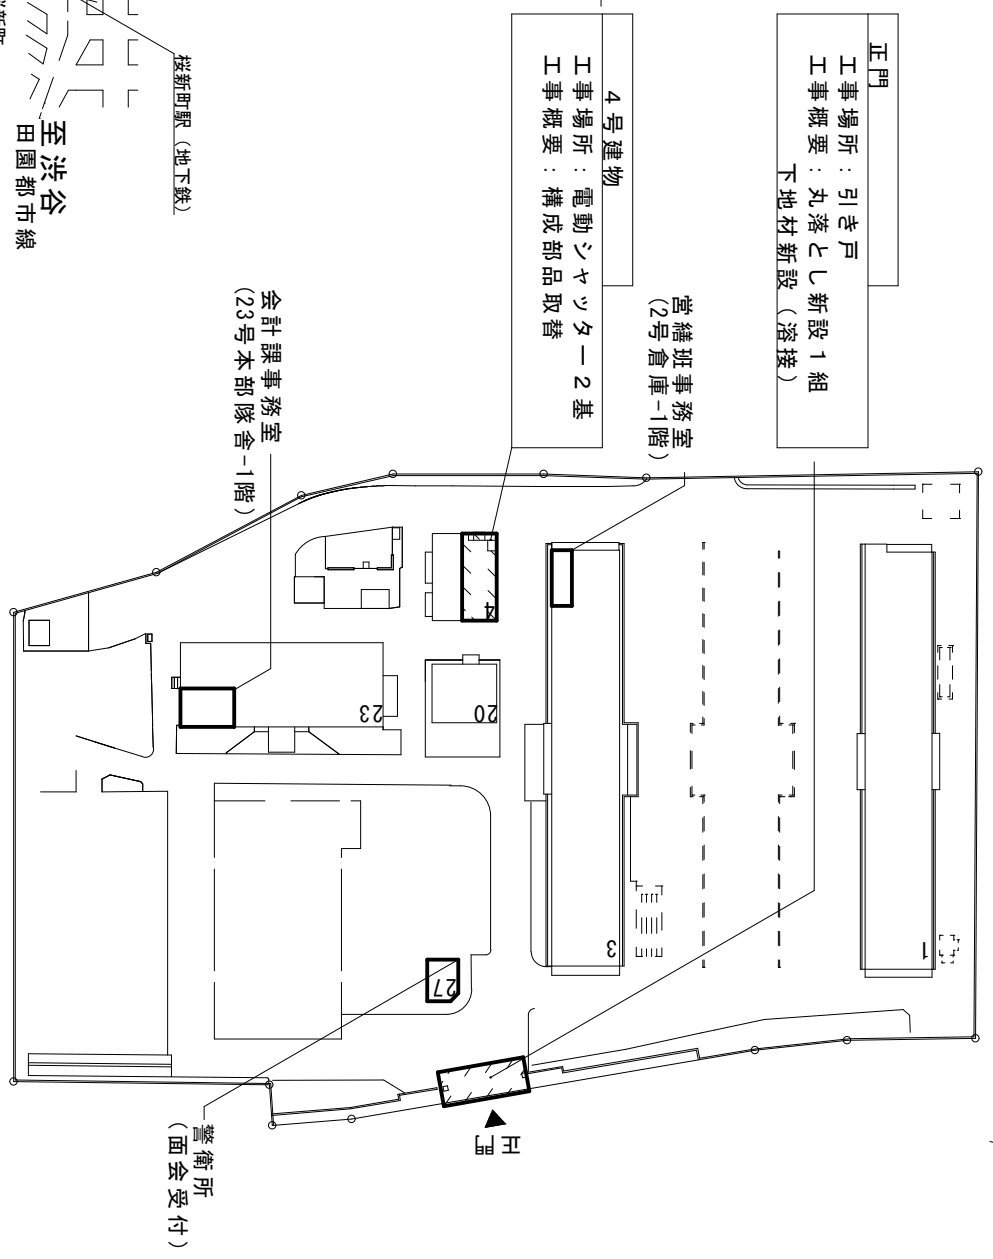 正門
工事場所：引き戸
工事概要：丸落とし新設１組
下地材新設（溶接）
４号建物
工事場所：電動シャッター２基
工事概要：構成部品取替
営繕班事務室
(2号倉庫-1階)
会計課事務室
(23号本部隊舎-1階)
桜新町駅（地下鉄）
至渋谷
田園都市線
4
23
20
3
1
27
正門
警衛所
（面会受付）